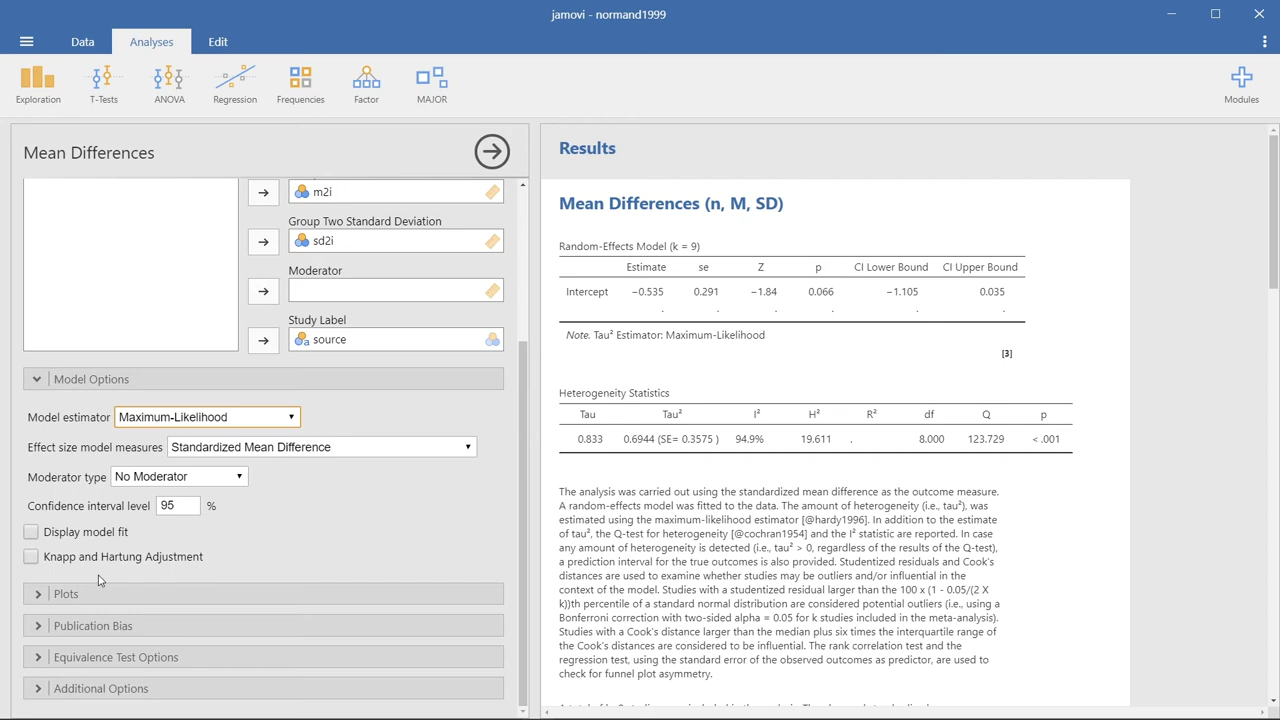 jamovi - normand1999
Data
Analyses
Edit
Exploration
T-Tests
ANOVA
Regression
Frequencies
Factor
MAJOR
Modules
Mean Differences
m2i
Group Two Standard Deviation
sd2i
Moderator
Study Label
source
Model Options
Model estimator Maximum-Likelihood
Effect size model measures Standardized Mean Difference
Moderator type No Moderator
Confidence interval level 95 %
Display model fit
Knapp and Hartung Adjustment
Plots
Publication Bias
Equivalence Test Options
Additional Options
Results
Mean Differences (n, M, SD)
Random-Effects Model (k = 9)
Estimate se Z p CI Lower Bound CI Upper Bound
Intercept −0.535 0.291 −1.84 0.066 −1.105 0.035
. . . . . .
Note. Tau² Estimator: Maximum-Likelihood
[3]
Heterogeneity Statistics
Tau Tau² I² H² R² df Q p
0.833 0.6944 (SE= 0.3575 ) 94.9% 19.611 . 8.000 123.729 < .001
The analysis was carried out using the standardized mean difference as the outcome measure.
A random-effects model was fitted to the data. The amount of heterogeneity (i.e., tau²), was
estimated using the maximum-likelihood estimator [@hardy1996]. In addition to the estimate
of tau², the Q-test for heterogeneity [@cochran1954] and the I² statistic are reported. In case
any amount of heterogeneity is detected (i.e., tau² > 0, regardless of the results of the Q-test),
a prediction interval for the true outcomes is also provided. Studentized residuals and Cook's
distances are used to examine whether studies may be outliers and/or influential in the
context of the model. Studies with a studentized residual larger than the 100 x (1 - 0.05/(2 X
k))th percentile of a standard normal distribution are considered potential outliers (i.e., using a
Bonferroni correction with two-sided alpha = 0.05 for k studies included in the meta-analysis).
Studies with a Cook's distance larger than the median plus six times the interquartile range of
the Cook's distances are considered to be influential. The rank correlation test and the
regression test, using the standard error of the observed outcomes as predictor, are used to
check for funnel plot asymmetry.